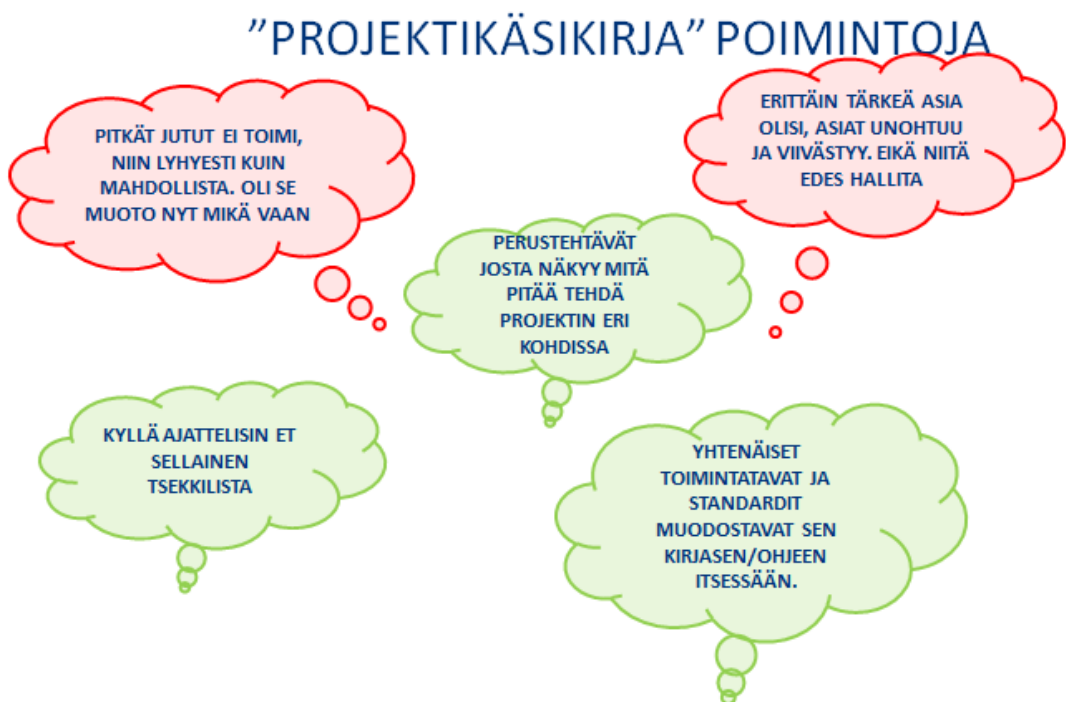 ”PROJEKTIKÄSIKIRJA” POIMINTOJA
PITKÄT JUTUT EI TOIMI,
NIIN LYHYESTI KUIN
MAHDOLLISTA. OLI SE
MUOTO NYT MIKÄ VAAN
ERITTÄIN TÄRKEÄ ASIA
OLISI, ASIAT UNOHTUU
JA VIIVÄSTYY. EIKÄ NIITÄ
EDES HALLITA
PERUSTEHTÄVÄT
JOSTA NÄKYY MITÄ
PITÄÄ TEHDÄ
PROJEKTIN ERI
KOHDISSA
KYLLÄ AJATTELISIN ET
SELLAINEN
TSEKKILISTA
YHTENÄISET
TOIMINTATAVAT JA
STANDARDIT
MUODOSTAVAT SEN
KIRJASEN/OHJEEN
ITSESSÄÄN.